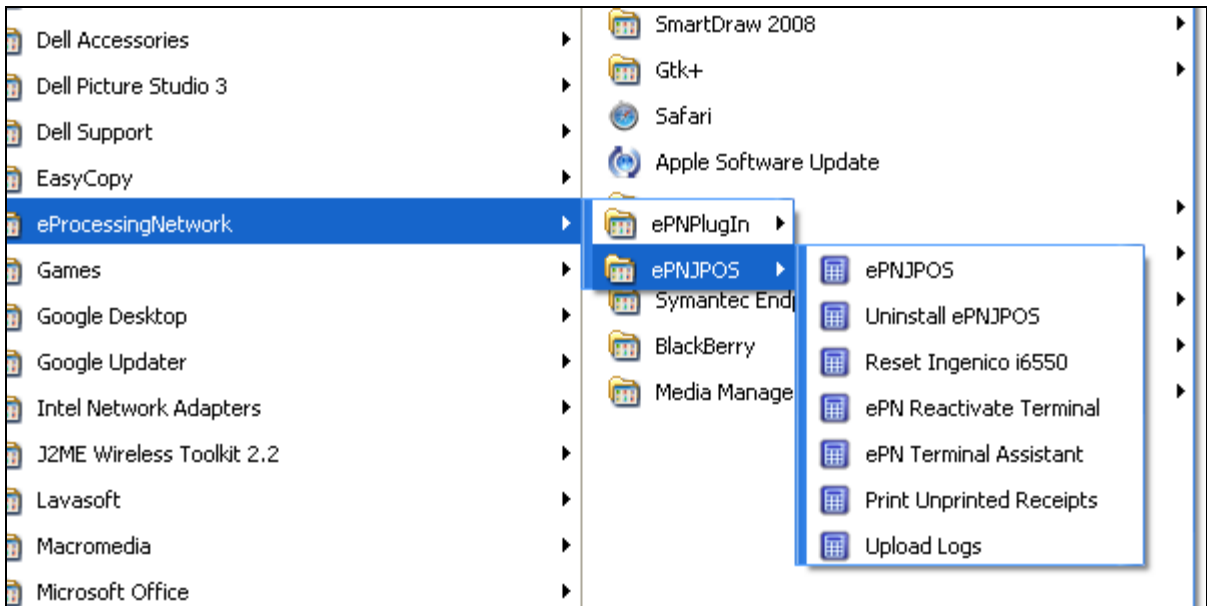 Dell Accessories
Dell Picture Studio 3
Dell Support
EasyCopy
eProcessingNetwork
Games
Google Desktop
Google Updater
Intel Network Adapters
J2ME Wireless Toolkit 2.2
Lavasoft
Macromedia
Microsoft Office
SmartDraw 2008
Gtk+
Safari
Apple Software Update
ePNPlugIn
ePNJPOS
Symantec
BlackBerry
Media
ePNJPOS
Uninstall ePNJPOS
Reset Ingenico i6550
ePN Reactivate Terminal
ePN Terminal Assistant
Print Unprinted Receipts
Upload Logs